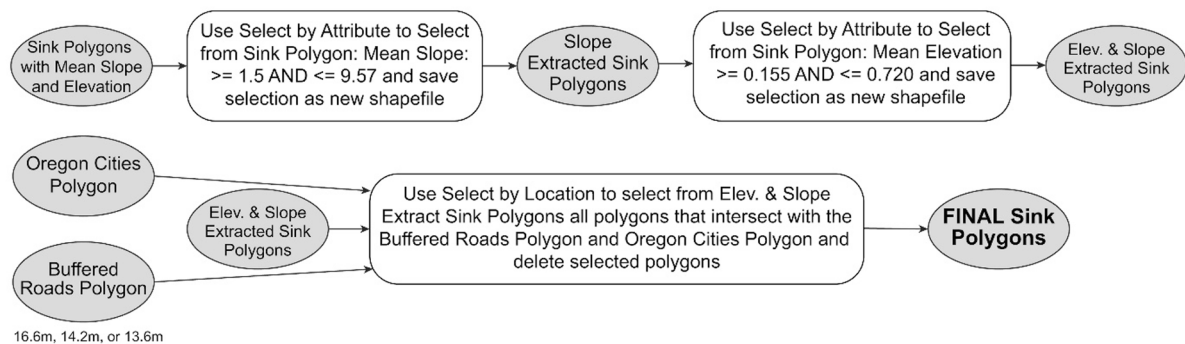 Sink Polygons
with Mean Slope
and Elevation
Use Select by Attribute to Select
from Sink Polygon: Mean Slope:
>= 1.5 AND <= 9.57 and save
selection as new shapefile
Slope
Extracted Sink
Polygons
Use Select by Attribute to Select
from Sink Polygon: Mean Elevation
>= 0.155 AND <= 0.720 and save
selection as new shapefile
Elev. & Slope
Extracted Sink
Polygons
Oregon Cities
Polygon
Elev. & Slope
Extracted Sink
Polygons
Buffered
Roads Polygon
16.6m, 14.2m, or 13.6m
Use Select by Location to select from Elev. & Slope
Extract Sink Polygons all polygons that intersect with the
Buffered Roads Polygon and Oregon Cities Polygon and
delete selected polygons
FINAL Sink
Polygons